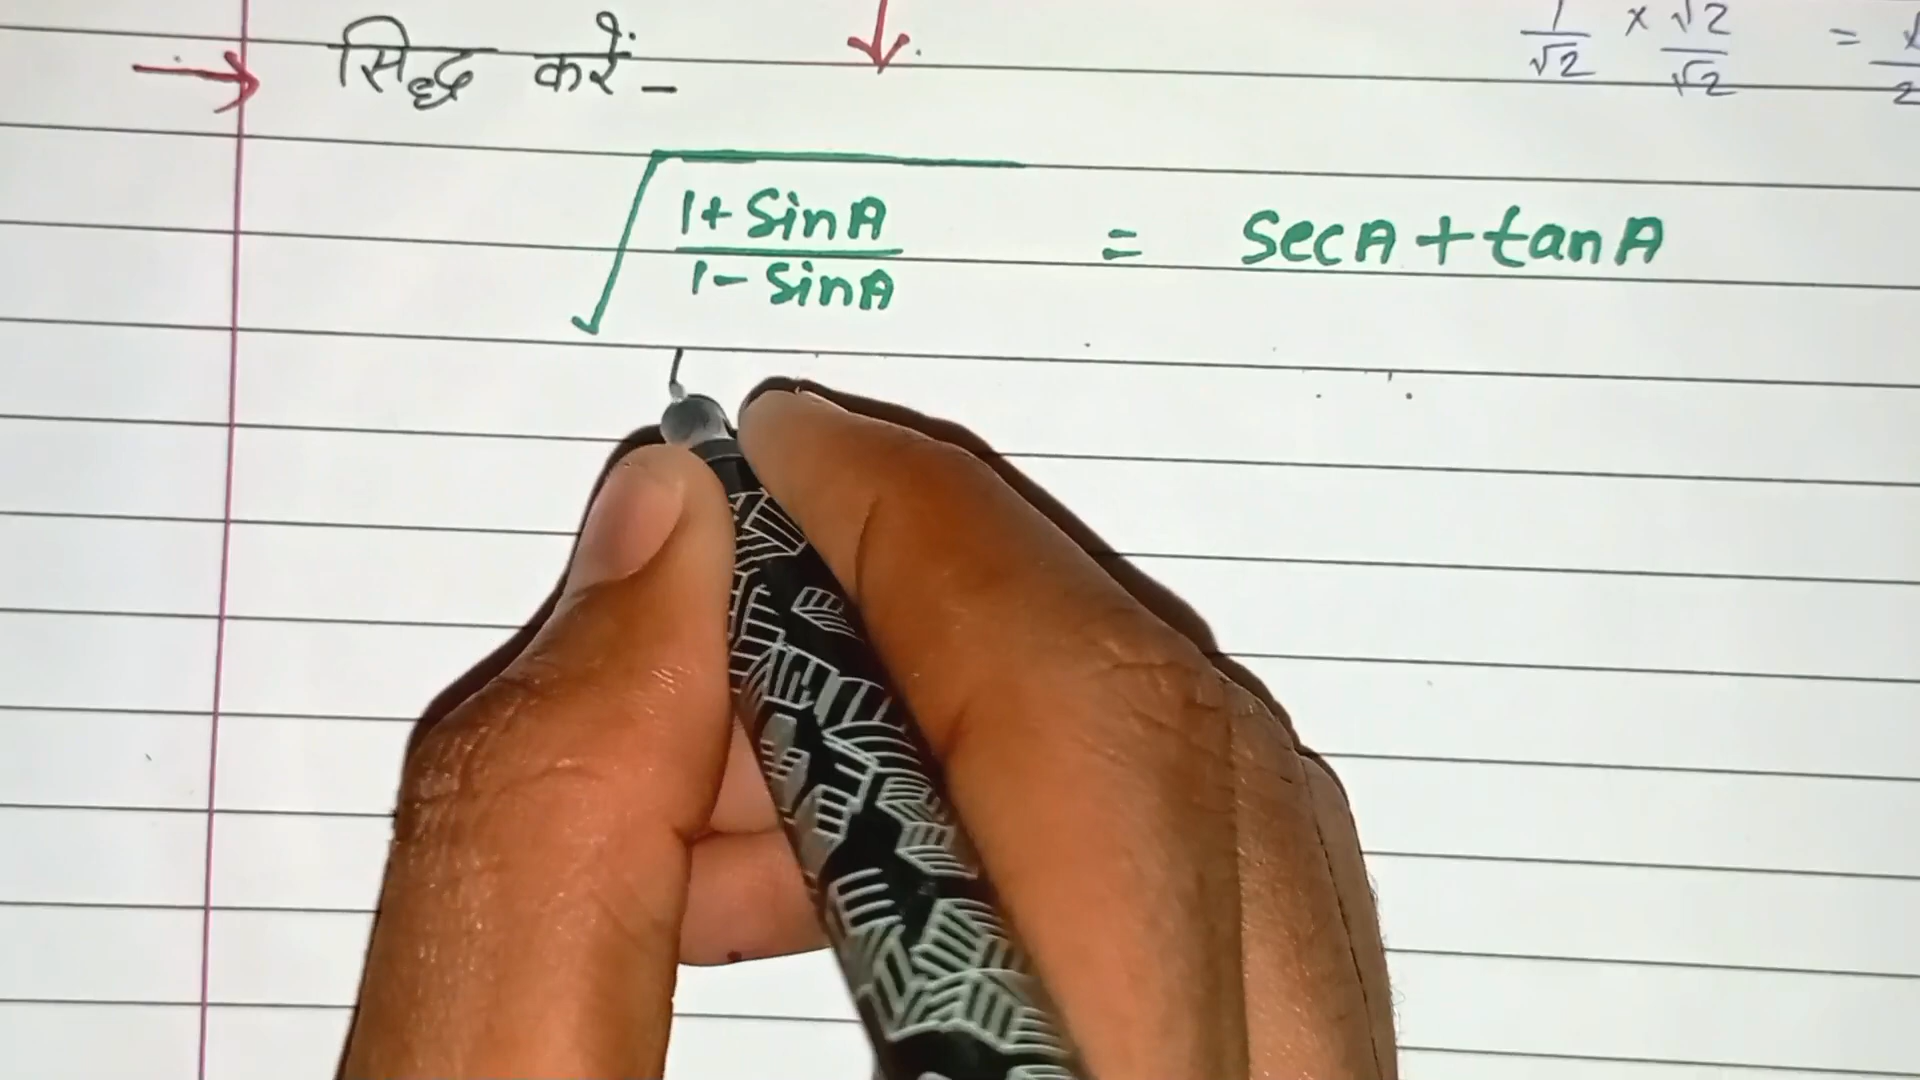 1/√2 × √2/√2 =
→ सिद्ध करें -
√(1+SinA / 1-SinA) = SecA+tanA